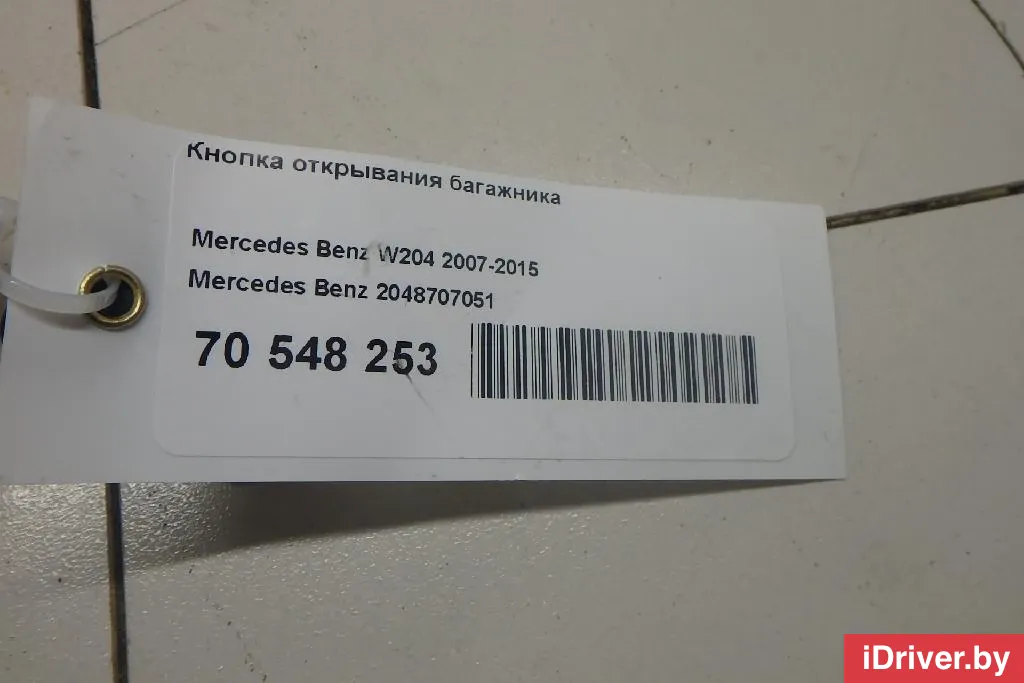 Кнопка открывания багажника
Mercedes Benz W204 2007-2015
Mercedes Benz 2048707051
70 548 253
iDriver.by